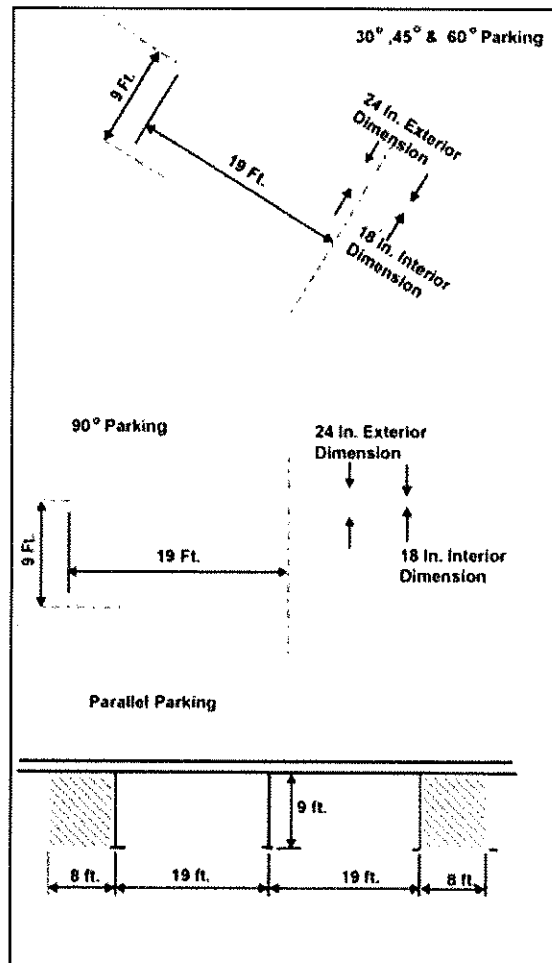 30° ,45° & 60° Parking
9 Ft.
19 Ft.
24 In. Exterior
Dimension
18 In. Interior
Dimension
90° Parking
24 In. Exterior
Dimension
9 Ft.
19 Ft.
18 In. Interior
Dimension
Parallel Parking
9 ft.
8 ft.
19 ft.
19 ft.
8 ft.